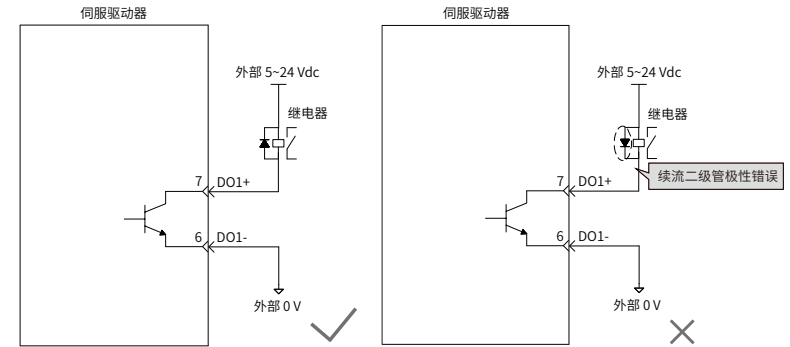 伺服驱动器
外部 5~24 Vdc
继电器
7 DO1+
6 DO1-
外部 0 V
伺服驱动器
外部 5~24 Vdc
继电器
续流二级管极性错误
7 DO1+
6 DO1-
外部 0 V